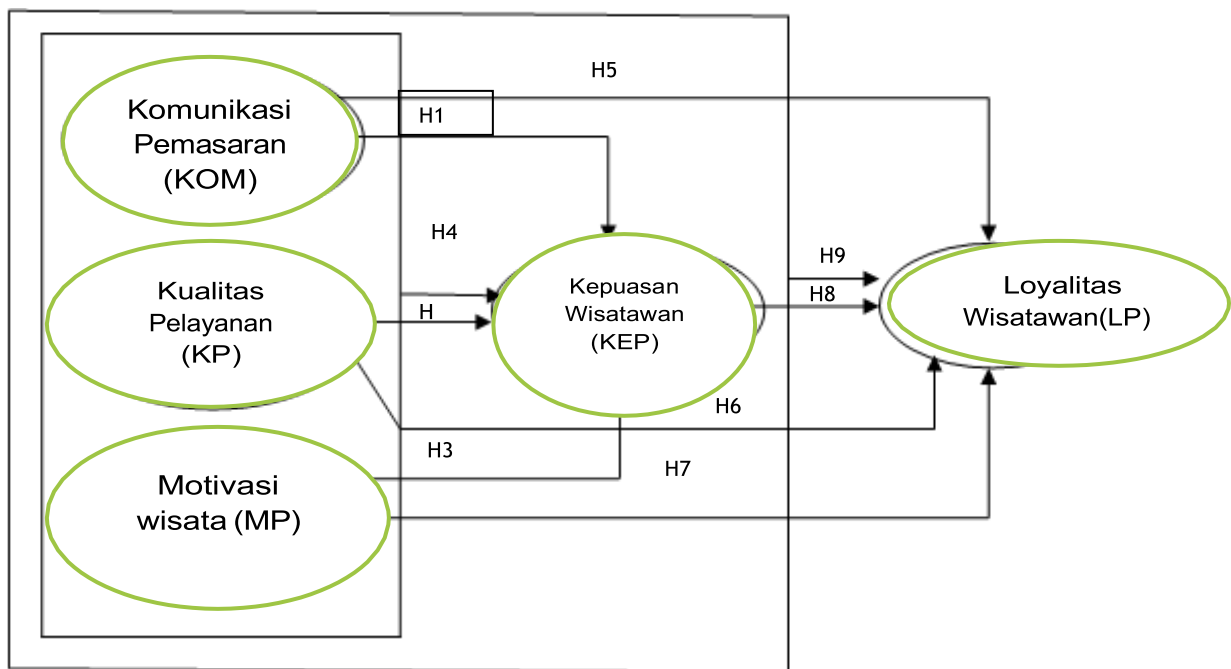 H5
Komunikasi
Pemasaran
(KOM)
H1
H4
Kualitas
Pelayanan
(KP)
H
Kepuasan
Wisatawan
(KEP)
H9
H8
Loyalitas
Wisatawan(LP)
H6
H3
H7
Motivasi
wisata (MP)